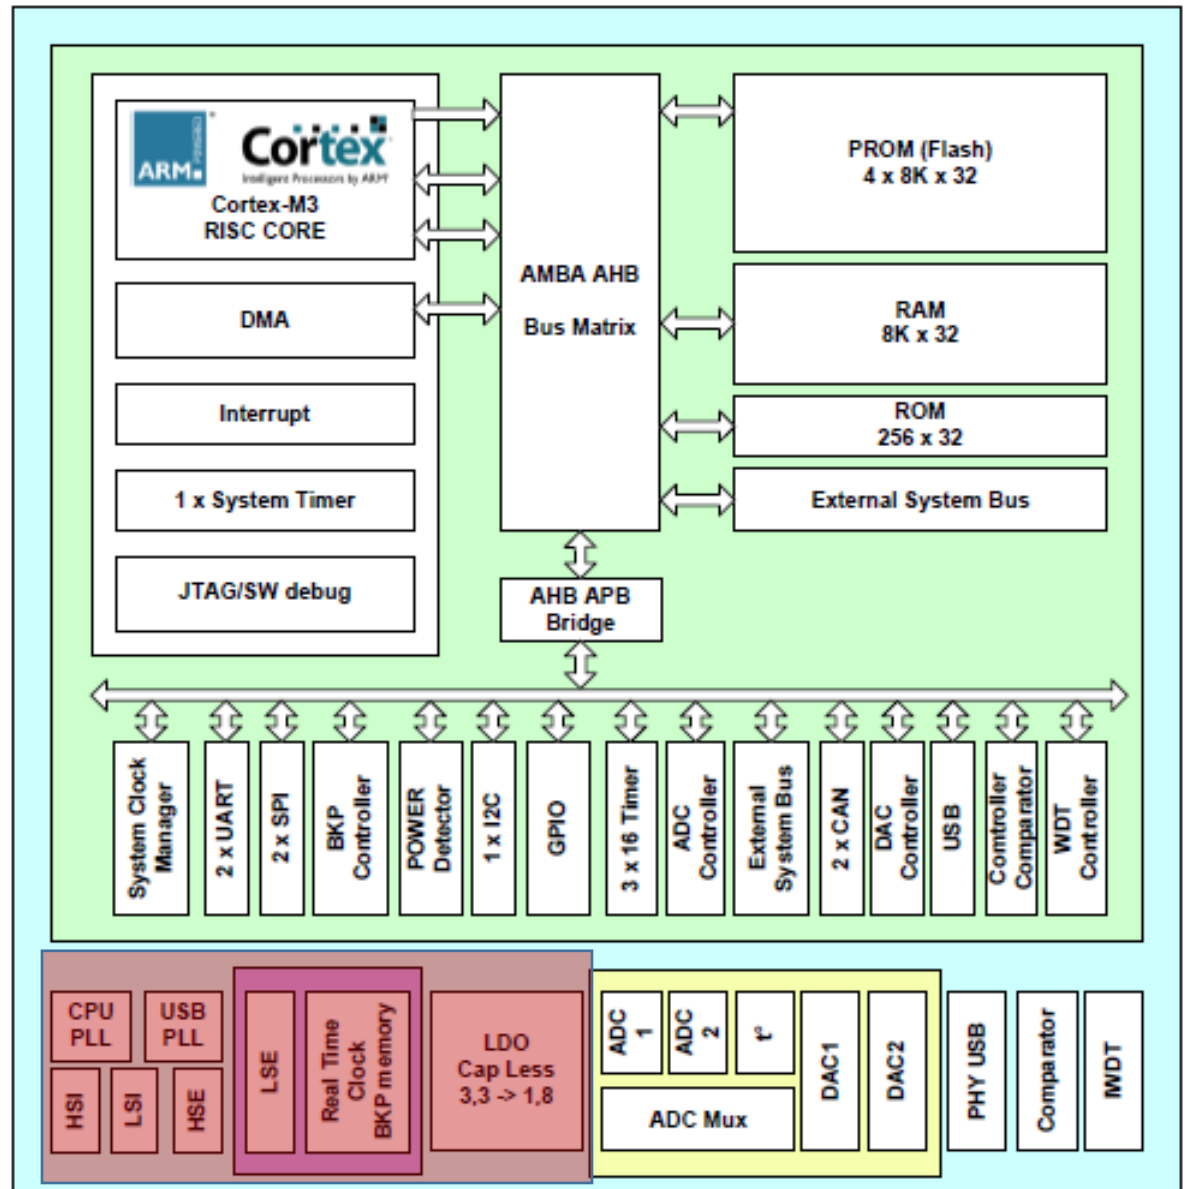 ARM
POWERED
Cortex
Intelligent Processors by ARM®
Cortex-M3
RISC CORE
DMA
Interrupt
1 x System Timer
JTAG/SW debug
AMBA AHB
Bus Matrix
AHB APB
Bridge
PROM (Flash)
4 x 8K x 32
RAM
8K x 32
ROM
256 x 32
External System Bus
System Clock
Manager
2 x UART
2 x SPI
BKP
Controller
POWER
Detector
1 x I2C
GPIO
3 x 16 Timer
ADC
Controller
External
System Bus
2 x CAN
DAC
Controller
USB
Comtroller
Comparator
WDT
Controller
CPU
PLL
USB
PLL
HSI
LSI
HSE
LSE
Real Time
Clock
BKP memory
LDO
Cap Less
3,3 -> 1,8
ADC
1
ADC
2
t°
ADC Mux
DAC1
DAC2
PHY USB
Comparator
IWDT